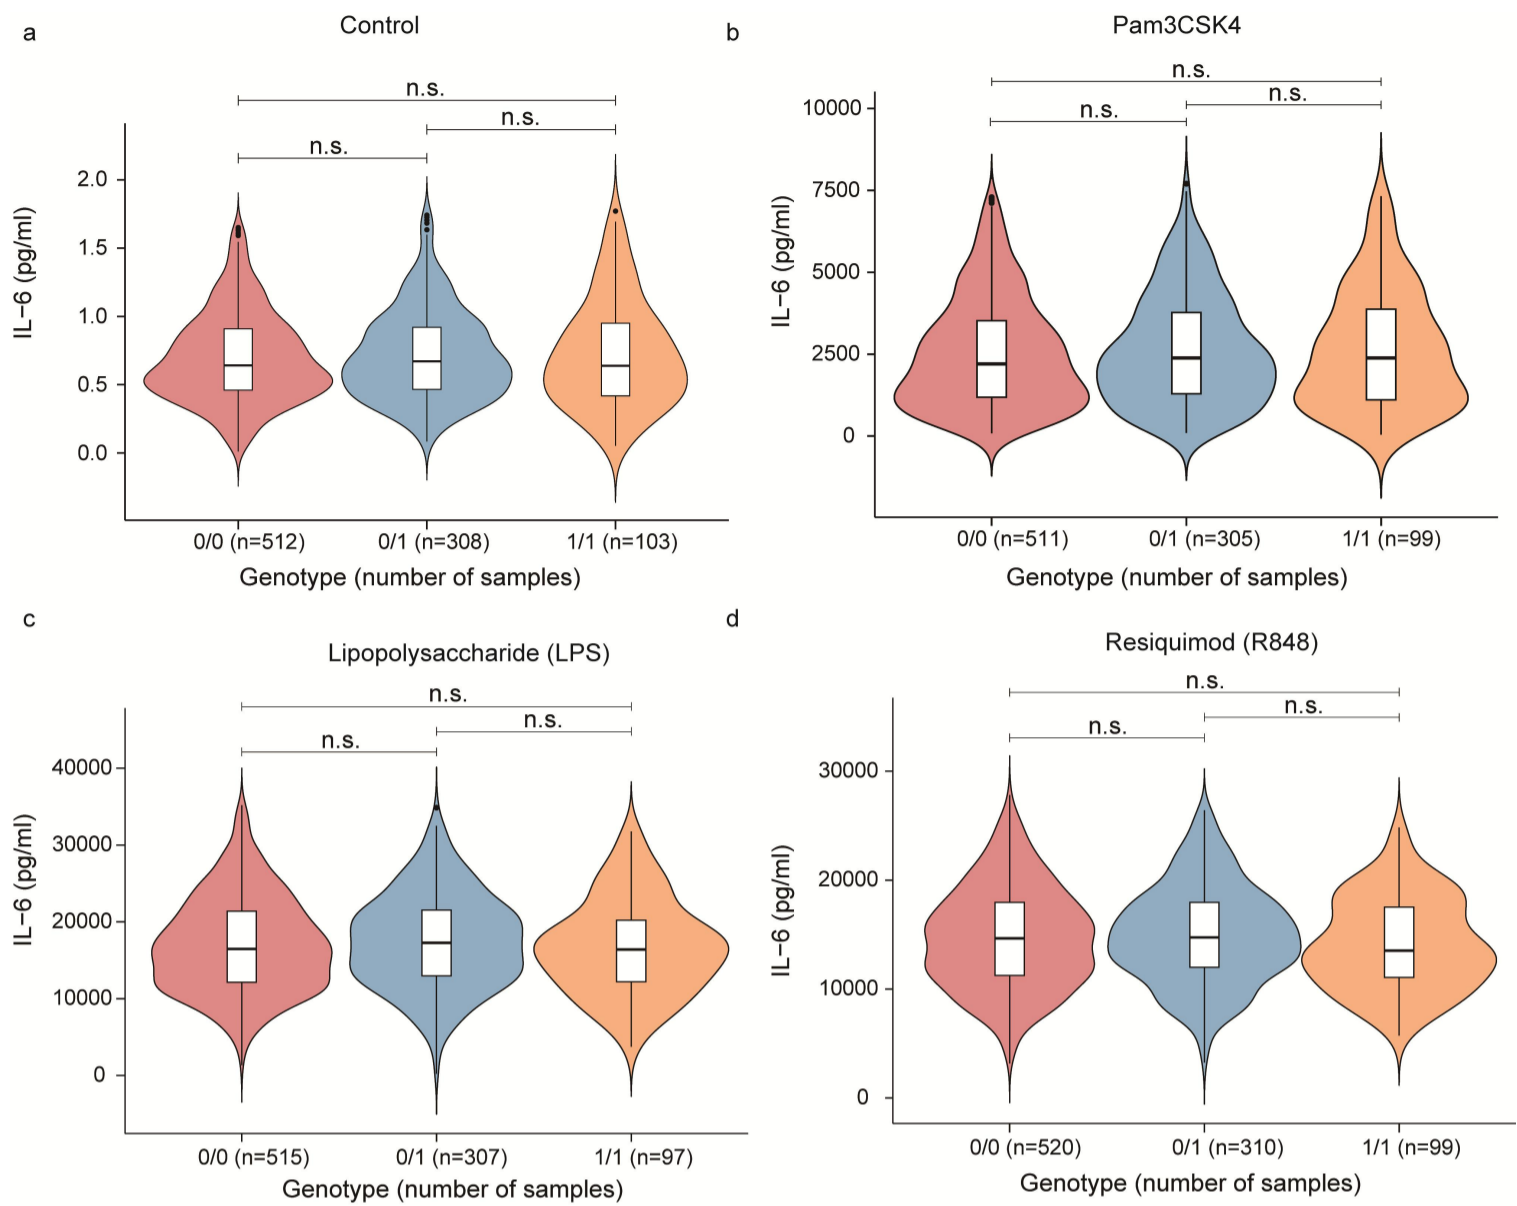 a
Control
n.s.
n.s.
n.s.
2.0
1.5
1.0
0.5
0.0
IL−6 (pg/ml)
0/0 (n=512)
0/1 (n=308)
1/1 (n=103)
Genotype (number of samples)
b
Pam3CSK4
n.s.
n.s.
n.s.
10000
7500
5000
2500
0
IL−6 (pg/ml)
0/0 (n=511)
0/1 (n=305)
1/1 (n=99)
Genotype (number of samples)
c
Lipopolysaccharide (LPS)
n.s.
n.s.
n.s.
40000
30000
20000
10000
0
IL−6 (pg/ml)
0/0 (n=515)
0/1 (n=307)
1/1 (n=97)
Genotype (number of samples)
d
Resiquimod (R848)
n.s.
n.s.
n.s.
30000
20000
10000
0
IL−6 (pg/ml)
0/0 (n=520)
0/1 (n=310)
1/1 (n=99)
Genotype (number of samples)